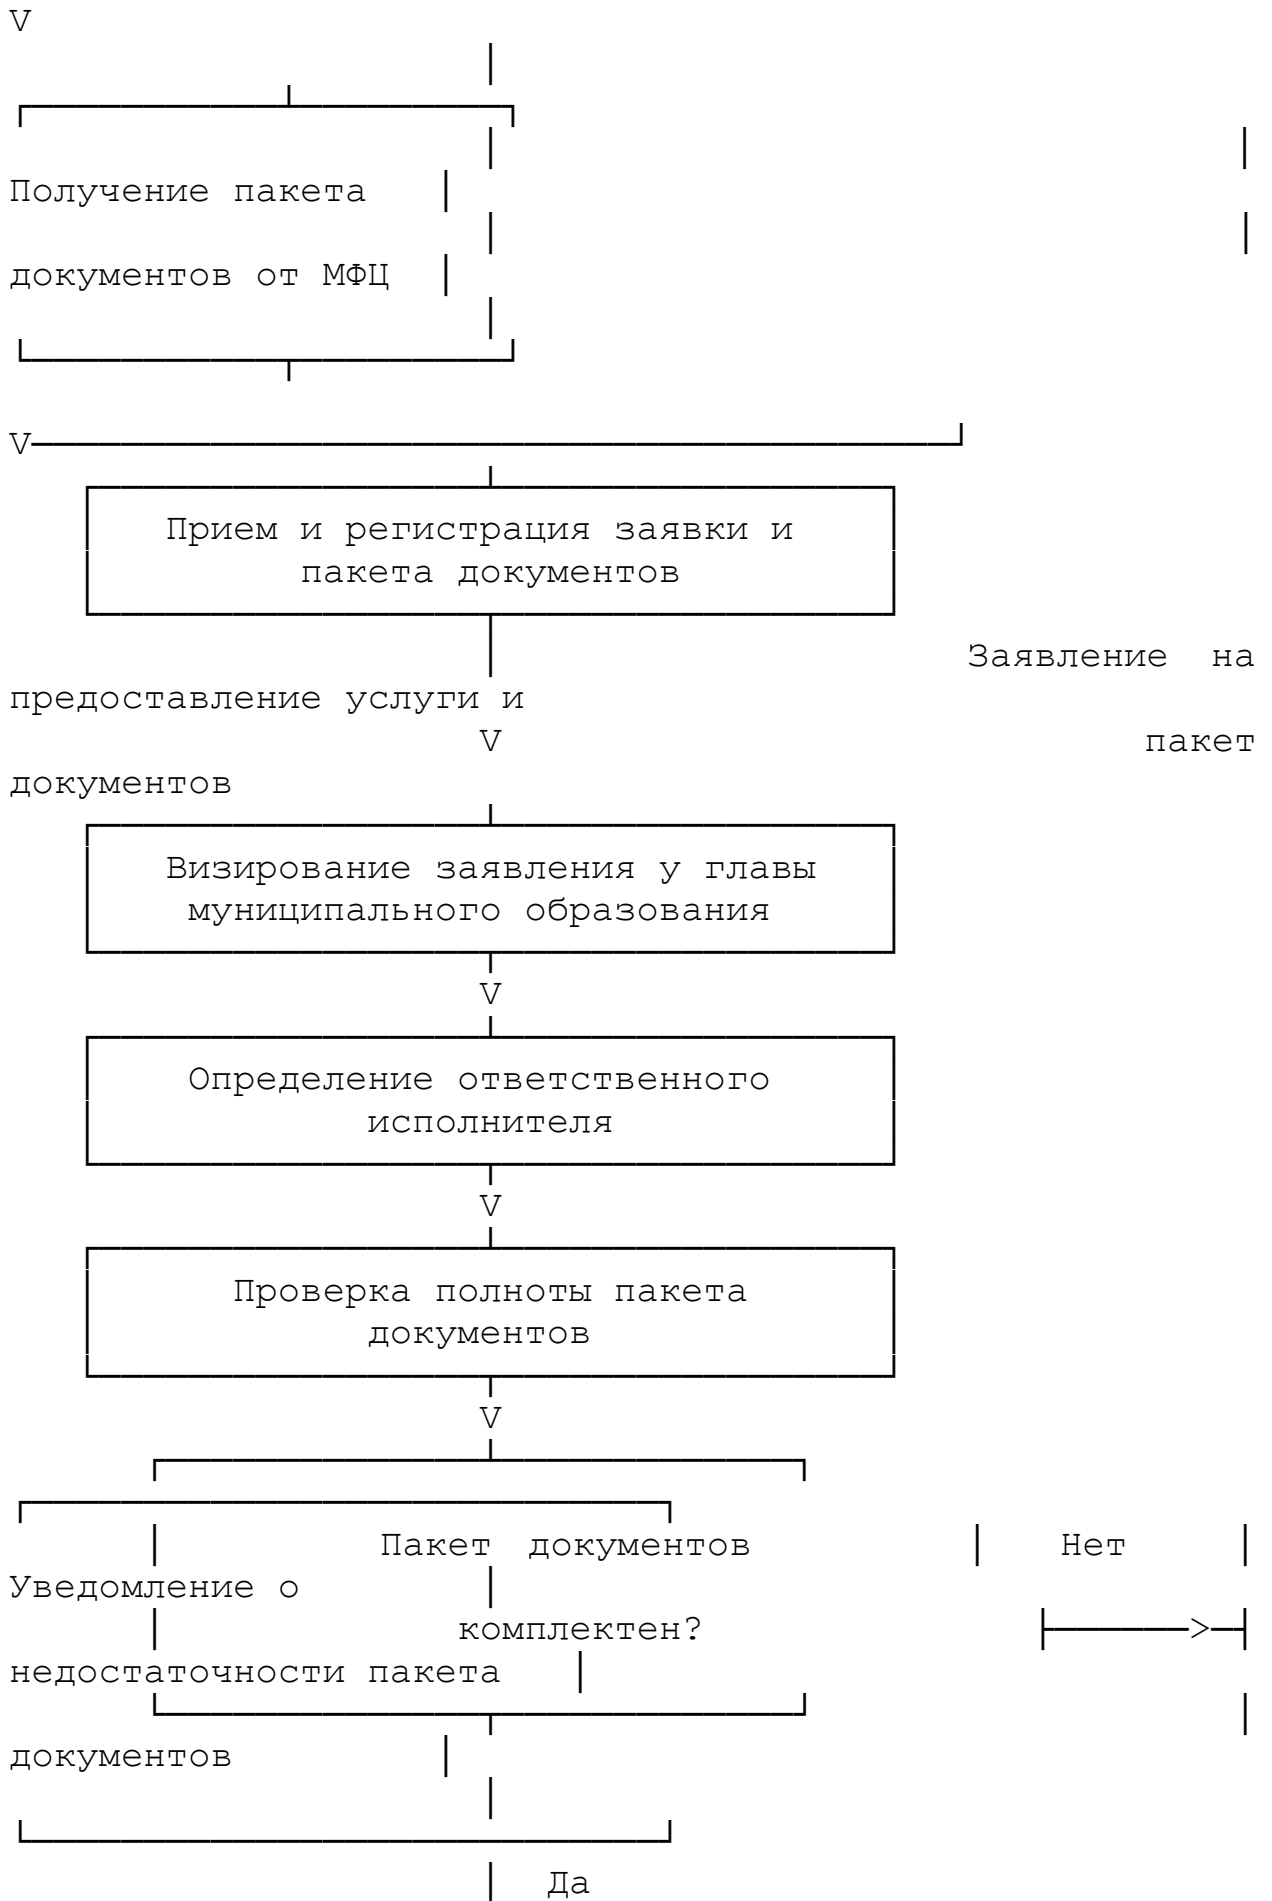 V
Получение пакета
документов от МФЦ
V
Прием и регистрация заявки и
пакета документов
Заявление на
предоставление услуги и
V пакет
документов
Визирование заявления у главы
муниципального образования
V
Определение ответственного
исполнителя
V
Проверка полноты пакета
документов
V
Пакет документов Нет
Уведомление о
комплектен? >
недостаточности пакета
документов
Да